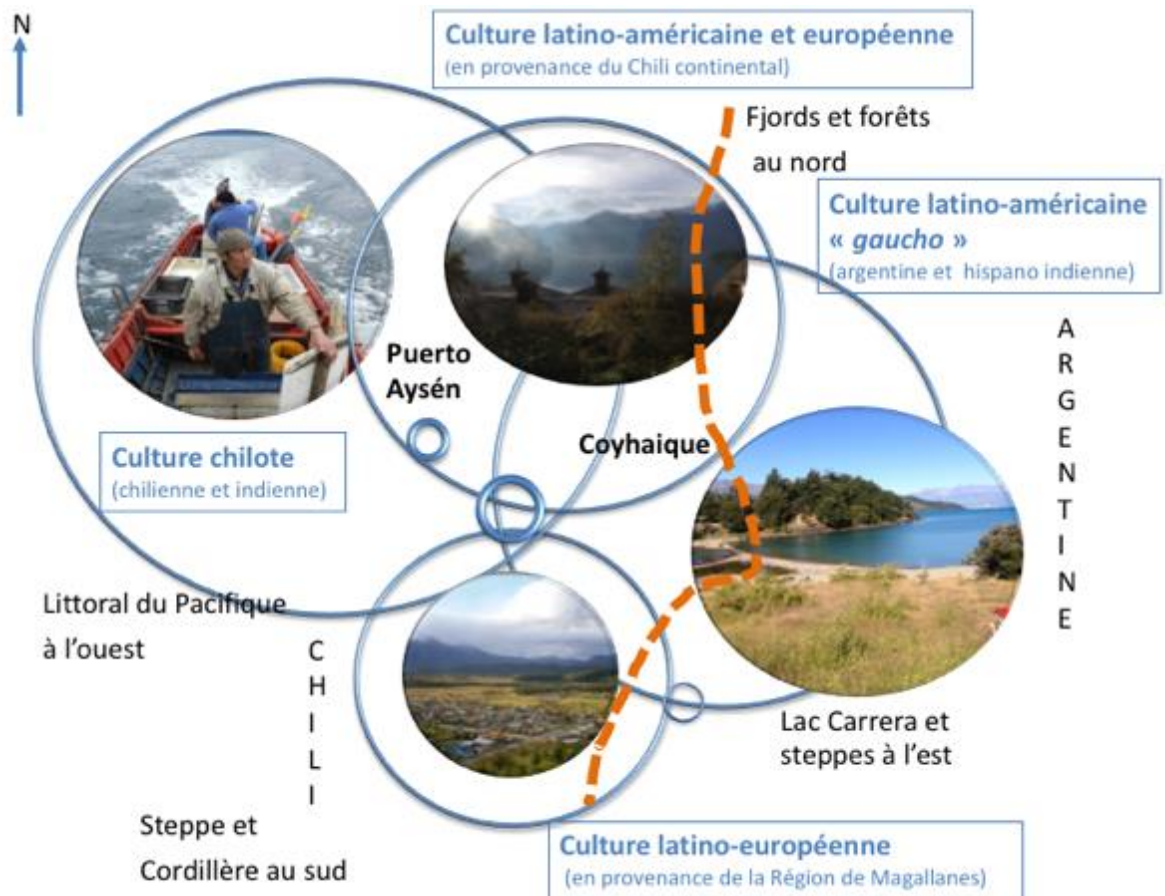 N
Culture latino-américaine et européenne
(en provenance du Chili continental)
Fjords et forêts
au nord
Culture latino-américaine
« gaucho »
(argentine et hispano indienne)
Puerto
Aysén
Coyhaique
Culture chilote
(chilienne et indienne)
A
R
G
E
N
T
I
N
E
Littoral du Pacifique
à l'ouest
C
H
I
L
I
Lac Carrera et
steppes à l'est
Steppe et
Cordillère au sud
Culture latino-européenne
(en provenance de la Région de Magallanes)